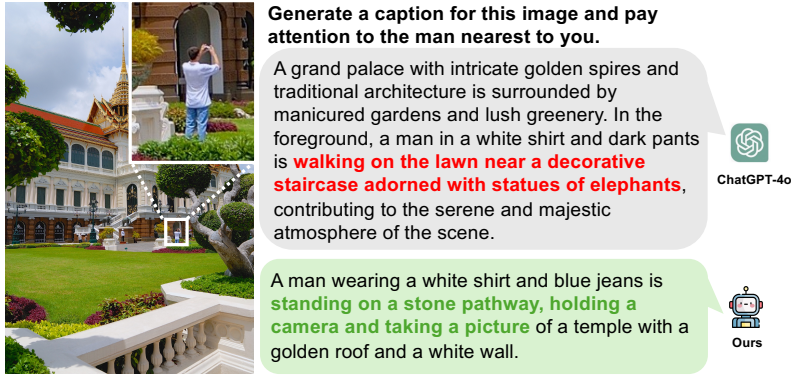 Generate a caption for this image and pay
attention to the man nearest to you.
A grand palace with intricate golden spires and
traditional architecture is surrounded by
manicured gardens and lush greenery. In the
foreground, a man in a white shirt and dark pants
is walking on the lawn near a decorative
staircase adorned with statues of elephants,
contributing to the serene and majestic
atmosphere of the scene.
ChatGPT-4o
A man wearing a white shirt and blue jeans is
standing on a stone pathway, holding a
camera and taking a picture of a temple with a
golden roof and a white wall.
Ours